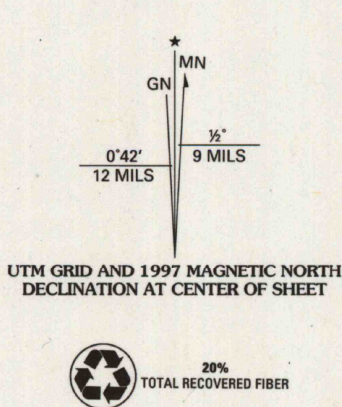 ★
MN
GN
½°
0°42'
9 MILS
12 MILS
UTM GRID AND 1997 MAGNETIC NORTH
DECLINATION AT CENTER OF SHEET
20%
TOTAL RECOVERED FIBER